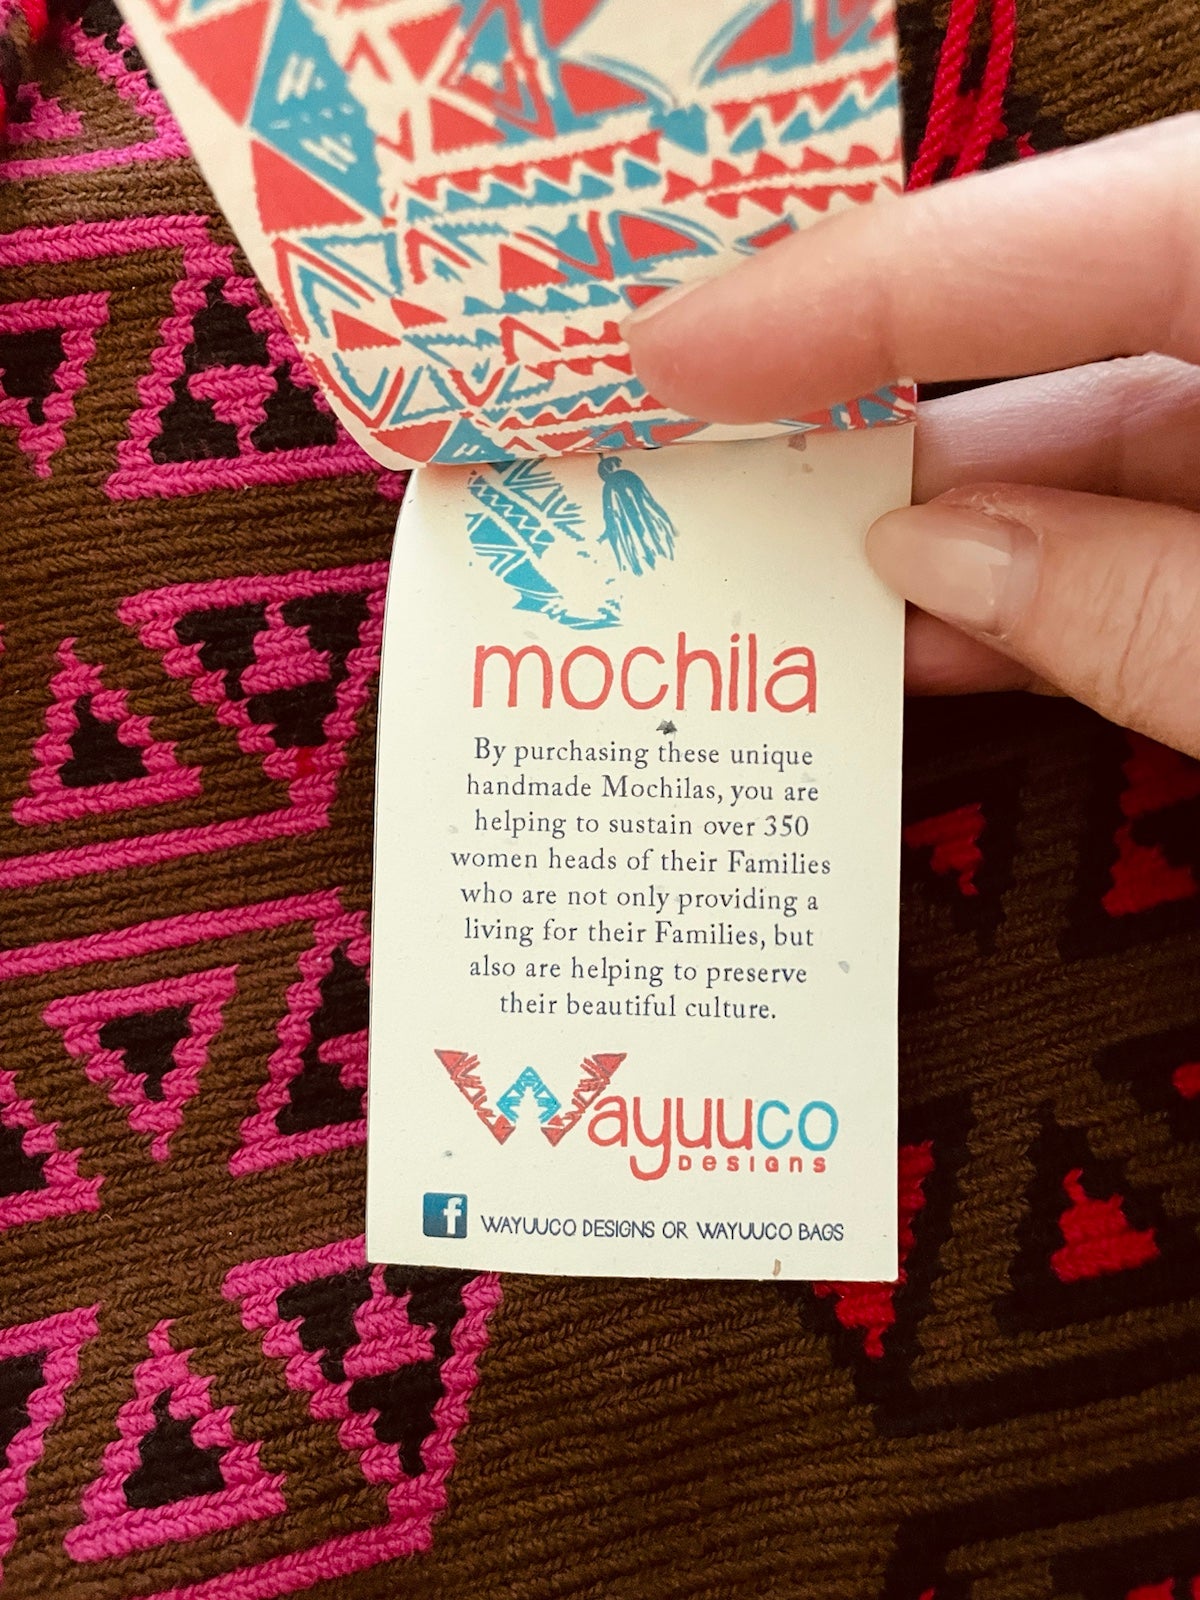 mochila
By purchasing these unique
handmade Mochilas, you are
helping to sustain over 350
women heads of their Families
who are not only providing a
living for their Families, but
also are helping to preserve
their beautiful culture.
Wayuuco
DESIGNS
f WAYUUCO DESIGNS OR WAYUUCO BAGS